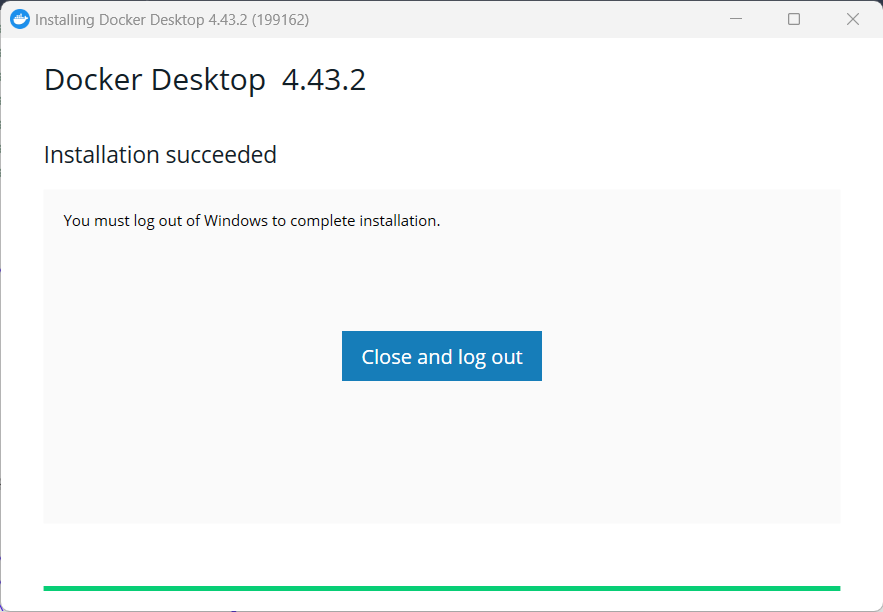 Installing Docker Desktop 4.43.2 (199162)
Docker Desktop 4.43.2
Installation succeeded
You must log out of Windows to complete installation.
Close and log out